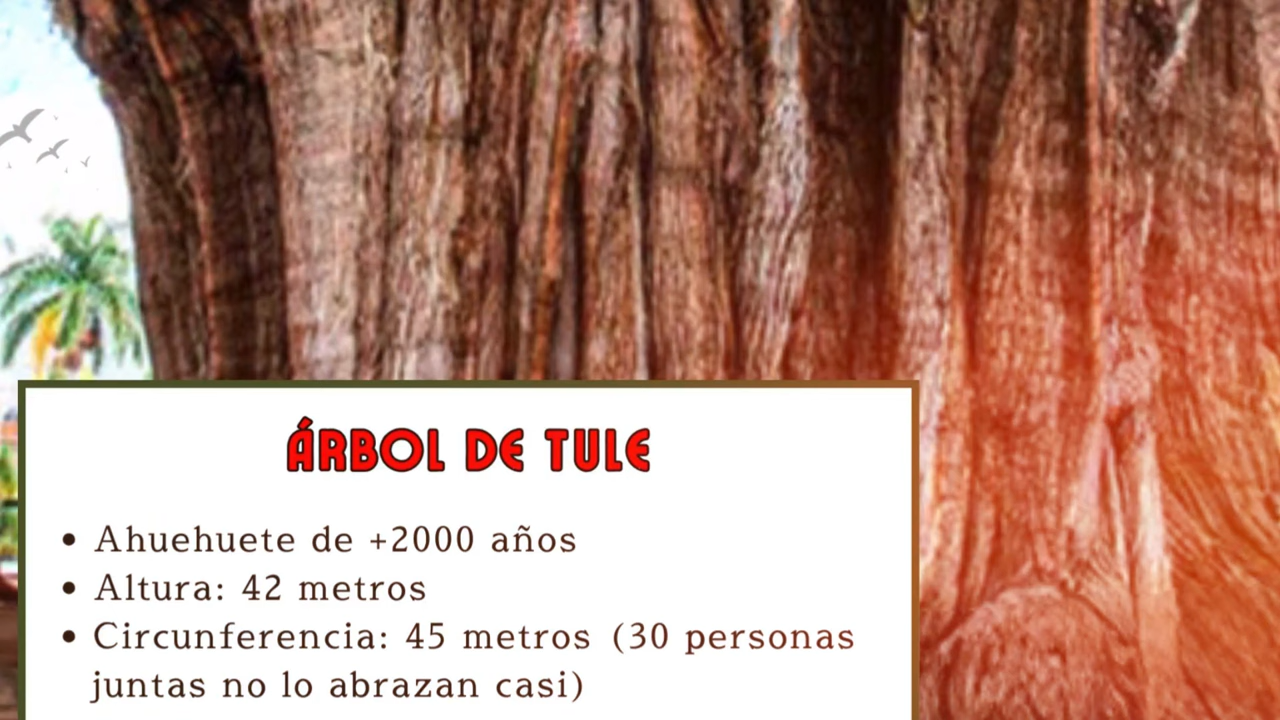 ÁRBOL DE TULE
• Ahuehuete de +2000 años
• Altura: 42 metros
• Circunferencia: 45 metros (30 personas
juntas no lo abrazan casi)